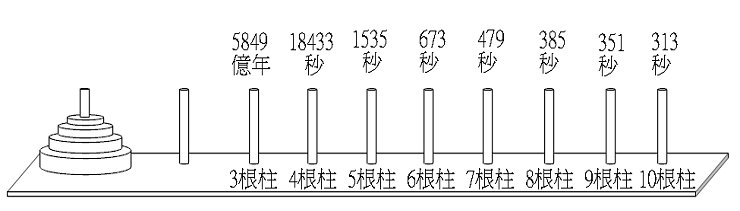 5849 18433 1535 673 479 385 351 313
億年 秒 秒 秒 秒 秒 秒 秒
3根柱 4根柱 5根柱 6根柱 7根柱 8根柱 9根柱 10根柱